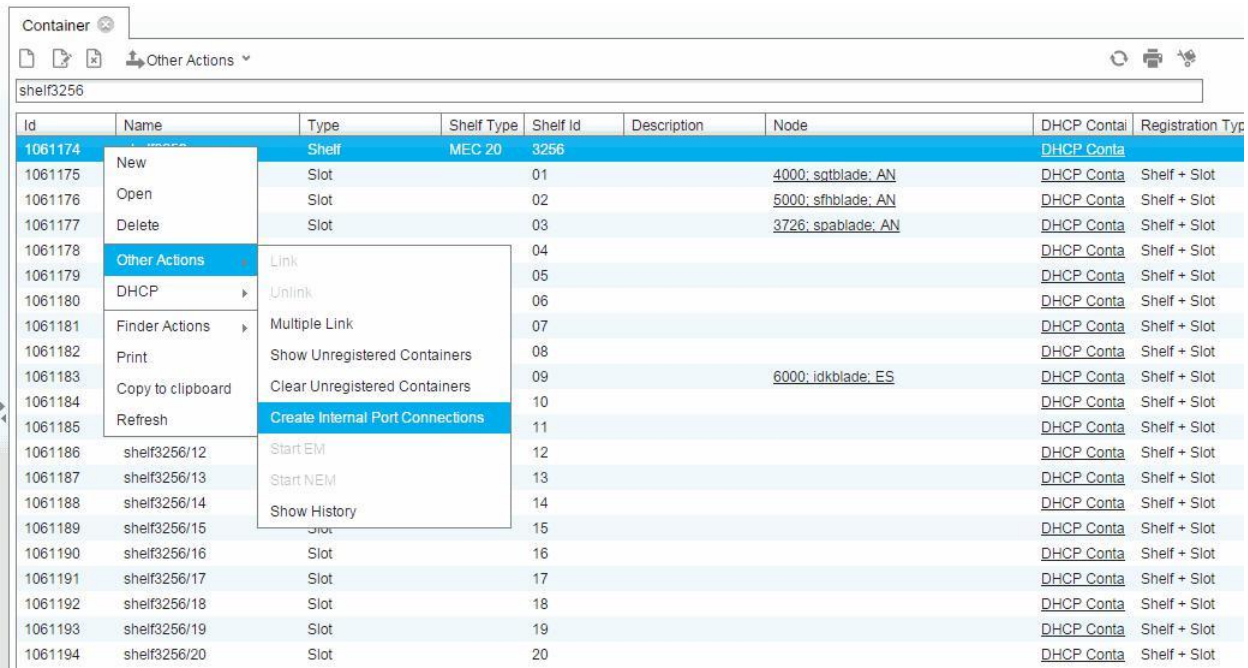 Container
Other Actions
shelf3256
Id Name Type Shelf Type Shelf Id Description Node DHCP Contai Registration Typ
1061174 Shelf MEC 20 3256 DHCP Conta
1061175 Slot 01 4000; sgtblade; AN DHCP Conta Shelf + Slot
1061176 Slot 02 5000; sfhblade; AN DHCP Conta Shelf + Slot
1061177 Slot 03 3726; spablade; AN DHCP Conta Shelf + Slot
1061178 04 DHCP Conta Shelf + Slot
1061179 05 DHCP Conta Shelf + Slot
1061180 06 DHCP Conta Shelf + Slot
1061181 07 DHCP Conta Shelf + Slot
1061182 08 DHCP Conta Shelf + Slot
1061183 09 6000; idkblade; ES DHCP Conta Shelf + Slot
1061184 10 DHCP Conta Shelf + Slot
1061185 11 DHCP Conta Shelf + Slot
1061186 shelf3256/12 12 DHCP Conta Shelf + Slot
1061187 shelf3256/13 13 DHCP Conta Shelf + Slot
1061188 shelf3256/14 14 DHCP Conta Shelf + Slot
1061189 shelf3256/15 Slot 15 DHCP Conta Shelf + Slot
1061190 shelf3256/16 Slot 16 DHCP Conta Shelf + Slot
1061191 shelf3256/17 Slot 17 DHCP Conta Shelf + Slot
1061192 shelf3256/18 Slot 18 DHCP Conta Shelf + Slot
1061193 shelf3256/19 Slot 19 DHCP Conta Shelf + Slot
1061194 shelf3256/20 Slot 20 DHCP Conta Shelf + Slot
New
Open
Delete
Other Actions
DHCP
Finder Actions
Print
Copy to clipboard
Refresh
Link
Unlink
Multiple Link
Show Unregistered Containers
Clear Unregistered Containers
Create Internal Port Connections
Start EM
Start NEM
Show History